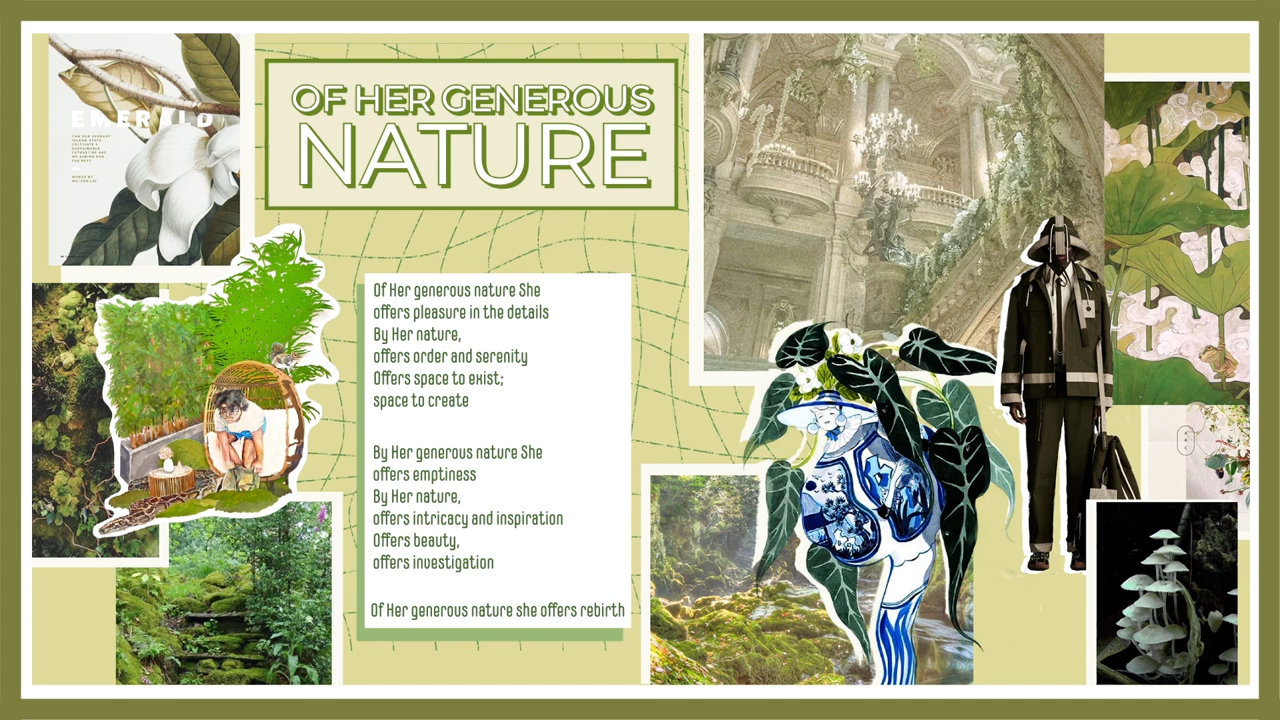 OF HER GENEROUS
NATURE
EMERALD
Of Her generous nature She
offers pleasure in the details
By Her nature,
offers order and serenity
Offers space to exist;
space to create
By Her generous nature She
offers emptiness
By Her nature,
offers intricacy and inspiration
Offers beauty,
offers investigation
Of Her generous nature she offers rebirth